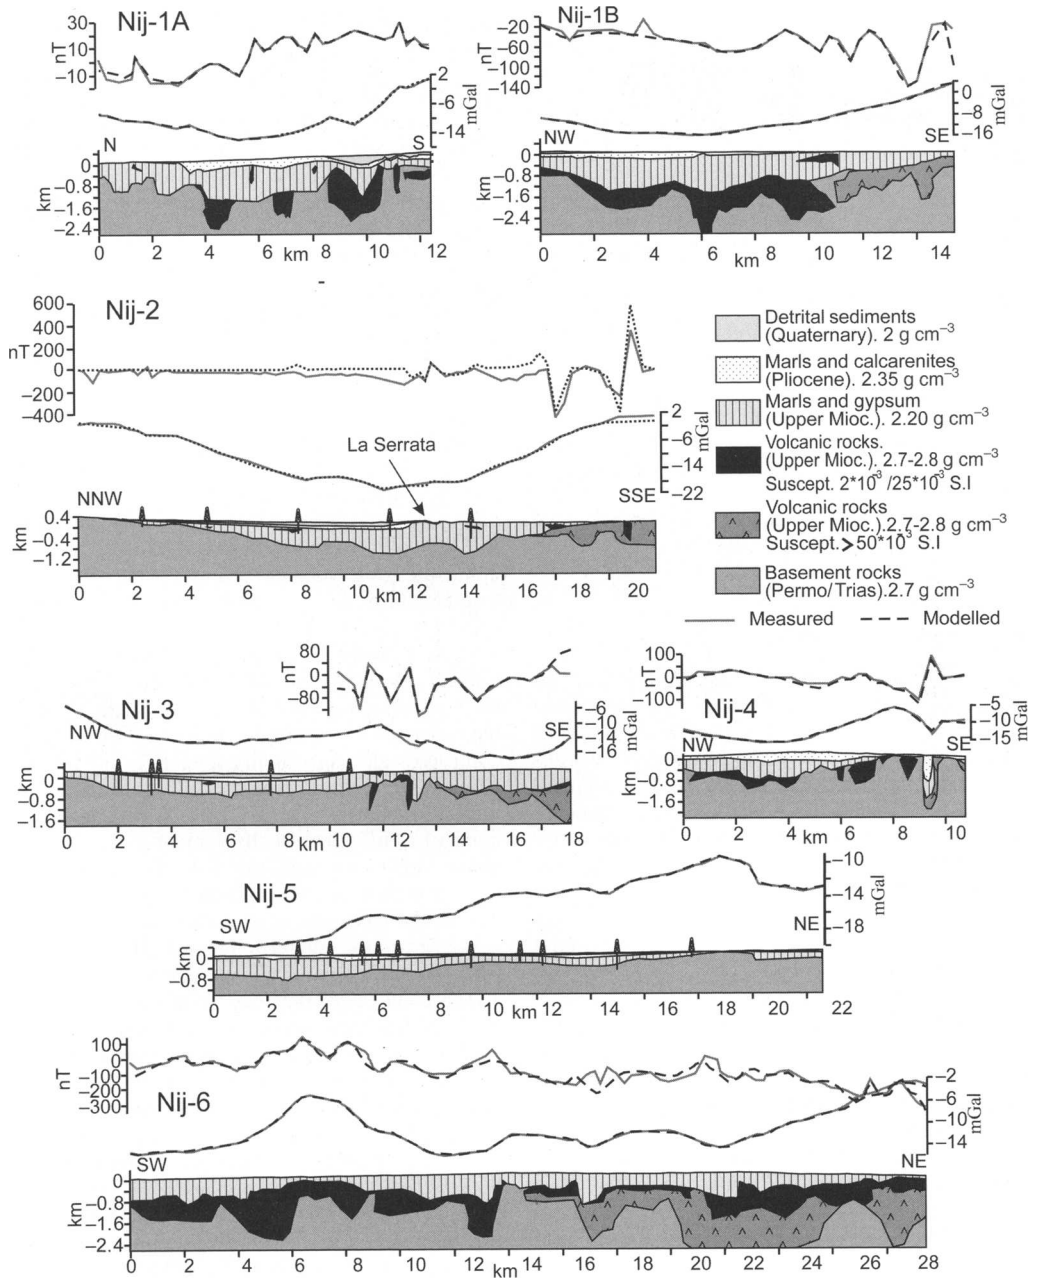 Nij-1A
30
10
−10
nT
2
-6
-14
mGal
N
S
0
−0.8
−1.6
−2.4
km
0
2
4
6
km
8
10
12
Nij-1B
−20
−60
−100
−140
nT
0
−8
−16
mGal
NW
SE
0
−0.8
−1.6
−2.4
km
0
2
4
6
km
8
10
12
14
Nij-2
600
400
nT 200
0
−200
−400
2
−6
−14
−22
mGal
La Serrata
NNW
SSE
0.4
−0.4
−1.2
km
0
2
4
6
8
10
km
12
14
16
18
20
Detrital sediments
(Quaternary). 2 g cm−3
Marls and calcarenites
(Pliocene). 2.35 g cm−3
Marls and gypsum
(Upper Mioc.). 2.20 g cm−3
Volcanic rocks.
(Upper Mioc.). 2.7-2.8 g cm−3
Suscept. 2*10-3 /25*10-3 S.I
Volcanic rocks
(Upper Mioc.).2.7-2.8 g cm−3
Suscept.>50*10-3 S.I
Basement rocks
(Permo/Trias).2.7 g cm−3
Measured
Modelled
Nij-3
80
0
−80
nT
−6
−10
−14
−16
mGal
NW
SE
0
−0.8
−1.6
km
0
2
4
6
8
km
10
12
14
16
18
Nij-4
100
0
−100
nT
−5
−10
−15
mGal
NW
SE
0
−0.8
−1.6
km
0
2
4
km
6
8
10
Nij-5
−10
−14
−18
mGal
SW
NE
0
−0.8
km
0
2
4
6
8
10
km
12
14
16
18
20
22
Nij-6
100
0
−100
−200
−300
nT
−2
−6
−10
−14
mGal
SW
NE
0
−0.8
−1.6
−2.4
km
0
2
4
6
8
10
12
km
14
16
18
20
22
24
26
28